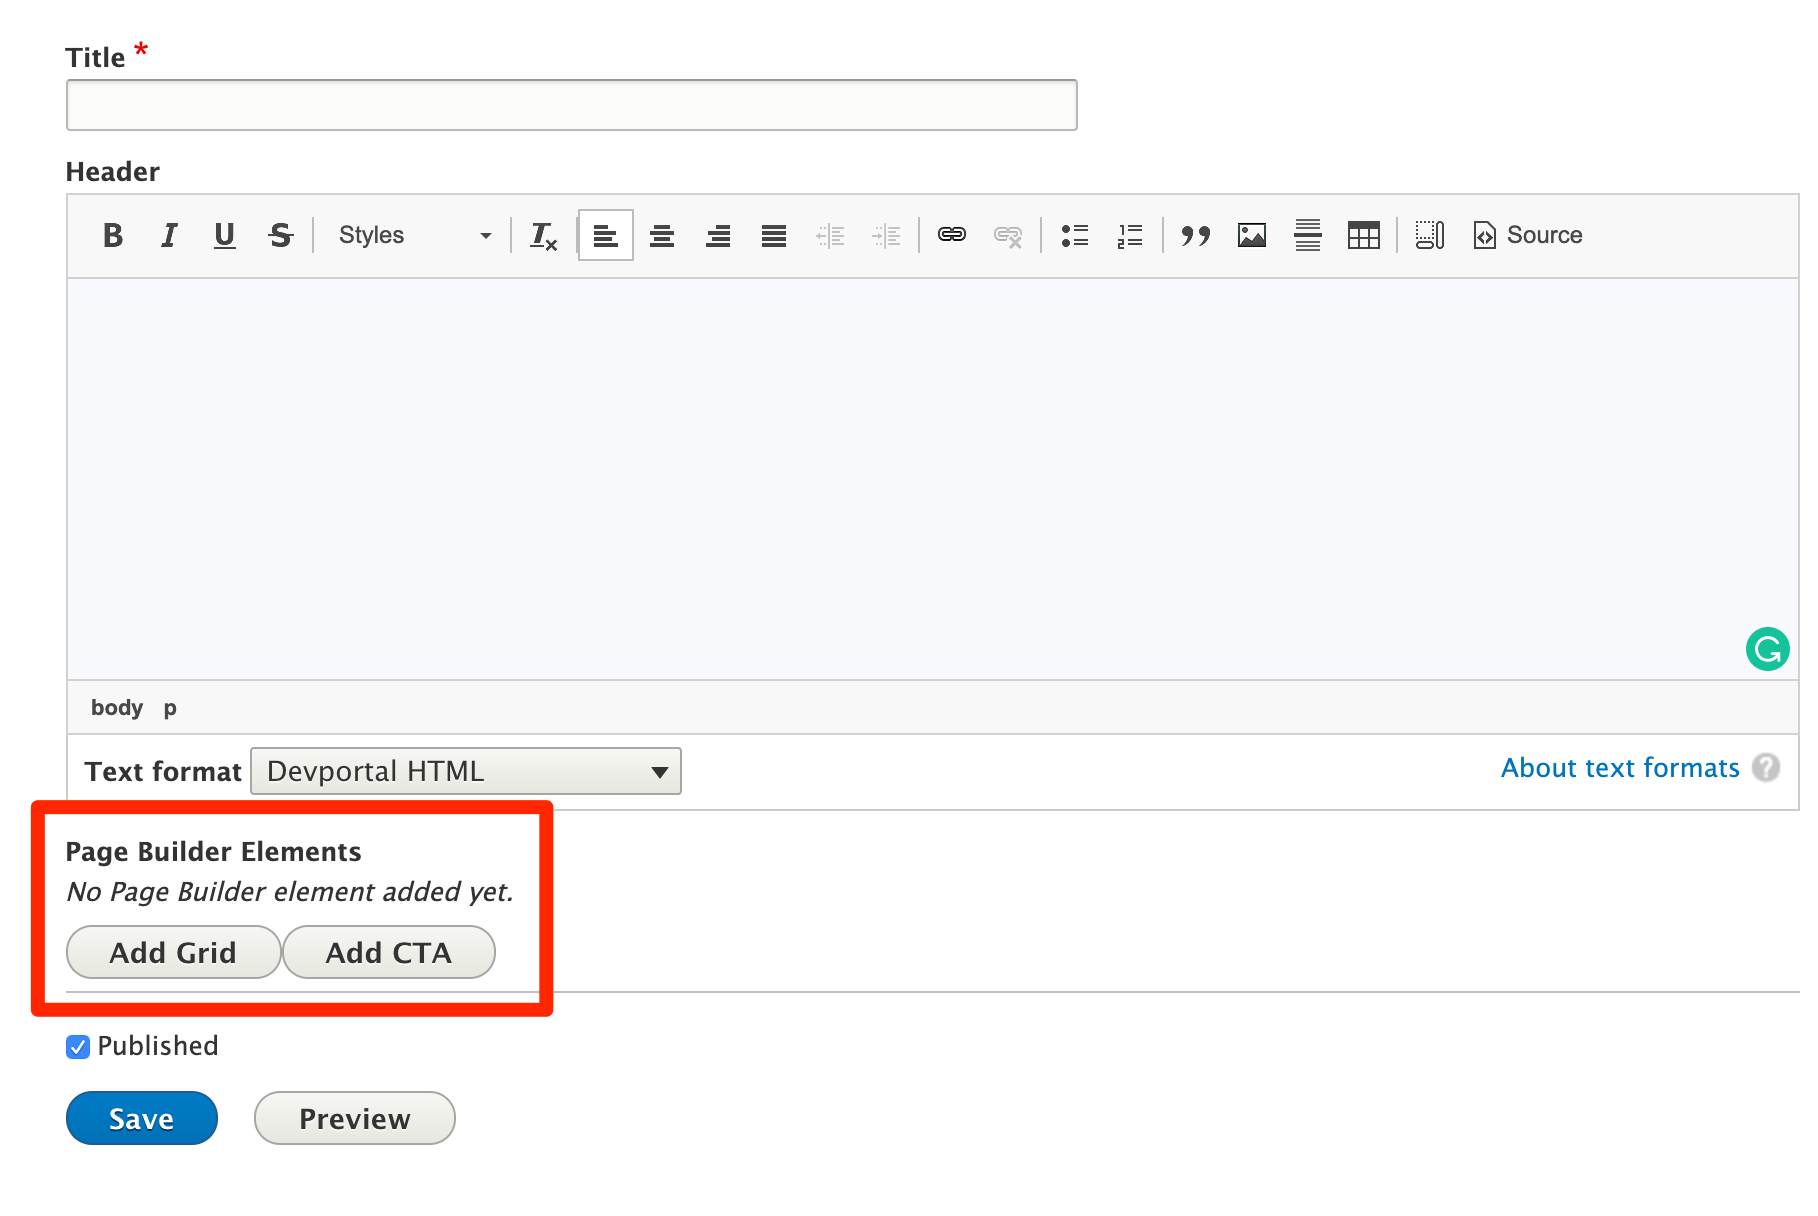 Title *
Header
B I U S Styles Source
body p
Text format Devportal HTML About text formats ?
Page Builder Elements
No Page Builder element added yet.
Add Grid Add CTA
Published
Save Preview